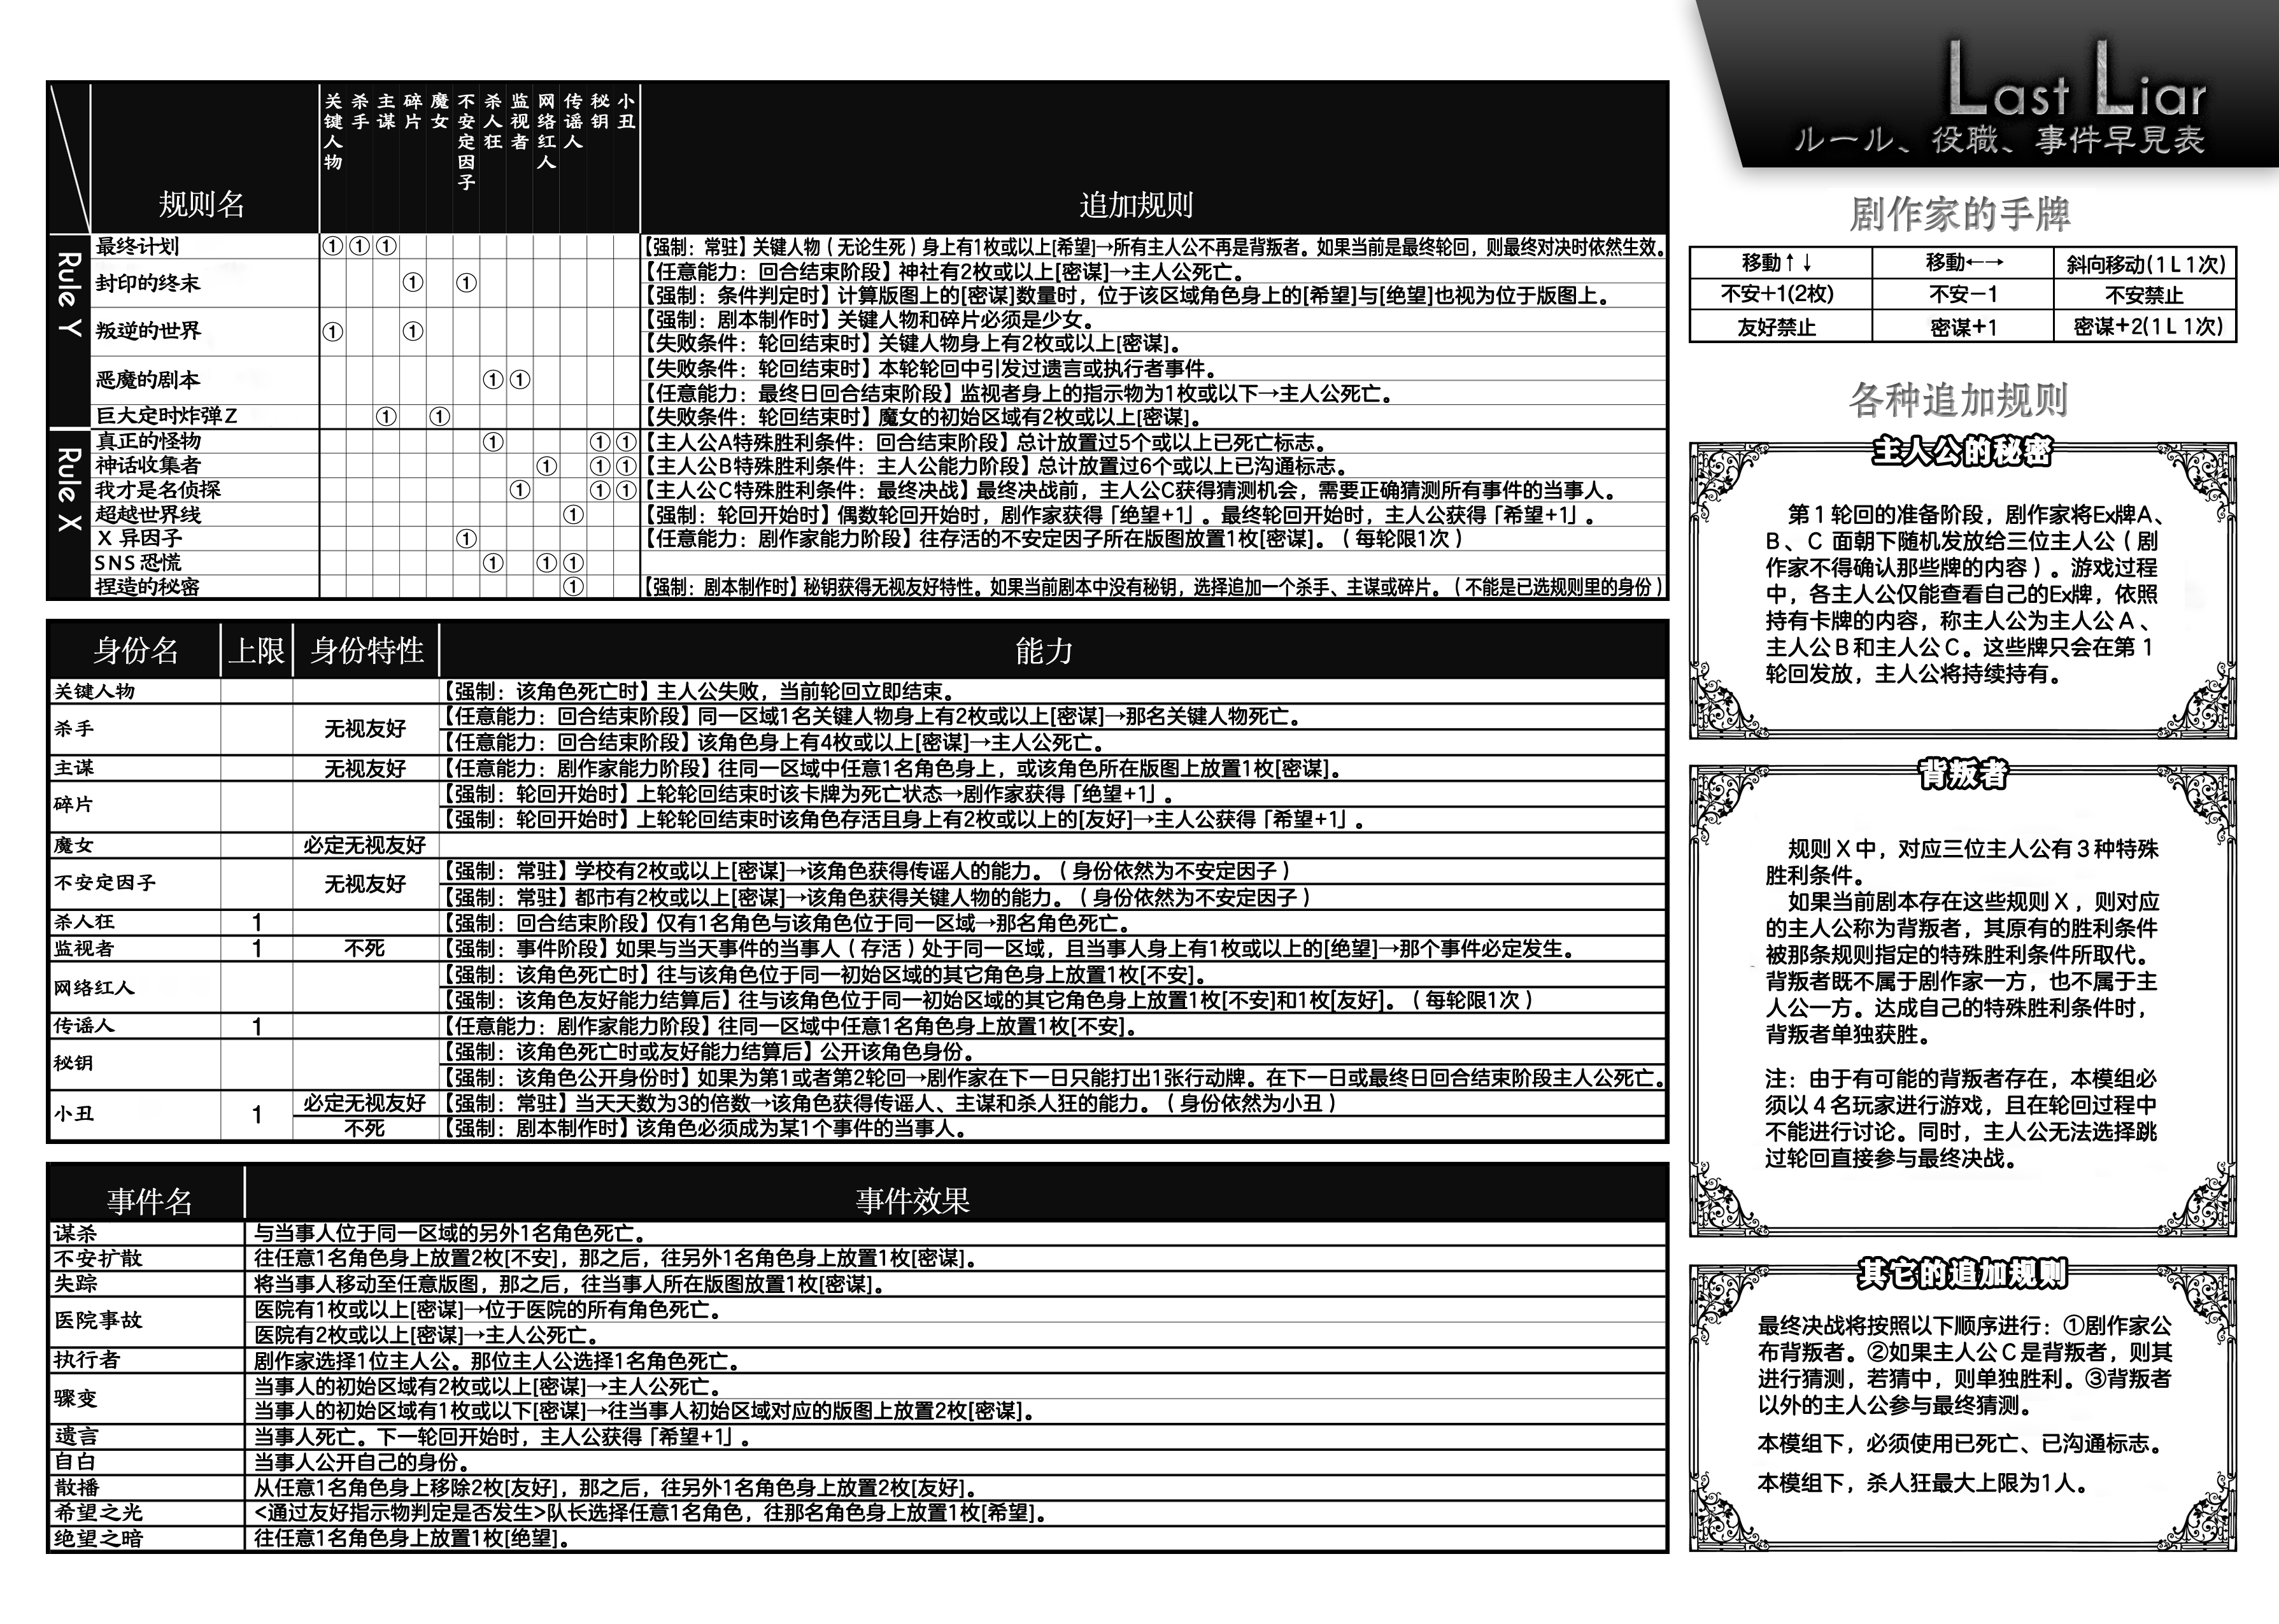 Last Liar
ルール、役職、事件早見表
规则名
关键人物
杀手
主谋
碎片
魔女
不安定因子
杀人狂
监视者
网络红人
传谣人
秘钥
小丑
追加规则
Rule Y
最终计划 ① ① ① 【强制：常驻】关键人物（无论生死）身上有1枚或以上[希望]→所有主人公不再是背叛者。如果当前是最终轮回，则最终对决时依然生效。
封印的终末 ① ① 【任意能力：回合结束阶段】神社有2枚或以上[密谋]→主人公死亡。
【强制：条件判定时】计算版图上的[密谋]数量时，位于该区域角色身上的[希望]与[绝望]也视为位于版图上。
叛逆的世界 ① ① 【强制：剧本制作时】关键人物和碎片必须是少女。
【失败条件：轮回结束时】关键人物身上有2枚或以上[密谋]。
恶魔的剧本 ① ① 【失败条件：轮回结束时】本轮轮回中引发过遗言或执行者事件。
【任意能力：最终日回合结束阶段】监视者身上的指示物为1枚或以下→主人公死亡。
巨大定时炸弹Z ① ① 【失败条件：轮回结束时】魔女的初始区域有2枚或以上[密谋]。
Rule X
真正的怪物 ① ① ① 【主人公A特殊胜利条件：回合结束阶段】总计放置过5个或以上已死亡标志。
神话收集者 ① ① ① 【主人公B特殊胜利条件：主人公能力阶段】总计放置过6个或以上已沟通标志。
我才是名侦探 ① ① ① 【主人公C特殊胜利条件：最终决战】最终决战前，主人公C获得猜测机会，需要正确猜测所有事件的当事人。
超越世界线 ① 【强制：轮回开始时】偶数轮回开始时，剧作家获得「绝望+1」。最终轮回开始时，主人公获得「希望+1」。
X 异因子 ① 【任意能力：剧作家能力阶段】往存活的不安定因子所在版图放置1枚[密谋]。（每轮限1次）
SNS恐慌 ① ① ①
捏造的秘密 ① 【强制：剧本制作时】秘钥获得无视友好特性。如果当前剧本中没有秘钥，选择追加一个杀手、主谋或碎片。（不能是已选规则里的身份）
身份名 上限 身份特性 能力
关键人物 【强制：该角色死亡时】主人公失败，当前轮回立即结束。
杀手 无视友好 【任意能力：回合结束阶段】同一区域1名关键人物身上有2枚或以上[密谋]→那名关键人物死亡。
【任意能力：回合结束阶段】该角色身上有4枚或以上[密谋]→主人公死亡。
主谋 无视友好 【任意能力：剧作家能力阶段】往同一区域中任意1名角色身上，或该角色所在版图上放置1枚[密谋]。
碎片 【强制：轮回开始时】上轮轮回结束时该卡牌为死亡状态→剧作家获得「绝望+1」。
【强制：轮回开始时】上轮轮回结束时该角色存活且身上有2枚或以上的[友好]→主人公获得「希望+1」。
魔女 必定无视友好
不安定因子 无视友好 【强制：常驻】学校有2枚或以上[密谋]→该角色获得传谣人的能力。（身份依然为不安定因子）
【强制：常驻】都市有2枚或以上[密谋]→该角色获得关键人物的能力。（身份依然为不安定因子）
杀人狂 1 【强制：回合结束阶段】仅有1名角色与该角色位于同一区域→那名角色死亡。
监视者 1 不死 【强制：事件阶段】如果与当天事件的当事人（存活）处于同一区域，且当事人身上有1枚或以上的[绝望]→那个事件必定发生。
网络红人 【强制：该角色死亡时】往与该角色位于同一初始区域的其它角色身上放置1枚[不安]。
【强制：该角色友好能力结算后】往与该角色位于同一初始区域的其它角色身上放置1枚[不安]和1枚[友好]。（每轮限1次）
传谣人 1 【任意能力：剧作家能力阶段】往同一区域中任意1名角色身上放置1枚[不安]。
秘钥 【强制：该角色死亡时或友好能力结算后】公开该角色身份。
【强制：该角色公开身份时】如果为第1或者第2轮回→剧作家在下一日只能打出1张行动牌。在下一日或最终日回合结束阶段主人公死亡。
小丑 1 必定无视友好 【强制：常驻】当天天数为3的倍数→该角色获得传谣人、主谋和杀人狂的能力。（身份依然为小丑）
不死 【强制：剧本制作时】该角色必须成为某1个事件的当事人。
事件名 事件效果
谋杀 与当事人位于同一区域的另外1名角色死亡。
不安扩散 往任意1名角色身上放置2枚[不安]，那之后，往另外1名角色身上放置1枚[密谋]。
失踪 将当事人移动至任意版图，那之后，往当事人所在版图放置1枚[密谋]。
医院事故 医院有1枚或以上[密谋]→位于医院的所有角色死亡。
医院有2枚或以上[密谋]→主人公死亡。
执行者 剧作家选择1位主人公。那位主人公选择1名角色死亡。
骤变 当事人的初始区域有2枚或以上[密谋]→主人公死亡。
当事人的初始区域有1枚或以下[密谋]→往当事人初始区域对应的版图上放置2枚[密谋]。
遗言 当事人死亡。下一轮回开始时，主人公获得「希望+1」。
自白 当事人公开自己的身份。
散播 从任意1名角色身上移除2枚[友好]，那之后，往另外1名角色身上放置2枚[友好]。
希望之光 <通过友好指示物判定是否发生>队长选择任意1名角色，往那名角色身上放置1枚[希望]。
绝望之暗 往任意1名角色身上放置1枚[绝望]。
剧作家的手牌
移動↑↓ 移動←→ 斜向移动(1L1次)
不安+1(2枚) 不安－1 不安禁止
友好禁止 密谋+1 密谋+2(1L1次)
各种追加规则
主人公的秘密
第1轮回的准备阶段，剧作家将Ex牌A、
B、C 面朝下随机发放给三位主人公（剧
作家不得确认那些牌的内容）。游戏过程
中，各主人公仅能查看自己的Ex牌，依照
持有卡牌的内容，称主人公为主人公A、
主人公B和主人公C。这些牌只会在第1
轮回发放，主人公将持续持有。
背叛者
规则X中，对应三位主人公有3种特殊
胜利条件。
如果当前剧本存在这些规则X，则对应
的主人公称为背叛者，其原有的胜利条件
被那条规则指定的特殊胜利条件所取代。
背叛者既不属于剧作家一方，也不属于主
人公一方。达成自己的特殊胜利条件时，
背叛者单独获胜。
注：由于有可能的背叛者存在，本模组必
须以4名玩家进行游戏，且在轮回过程中
不能进行讨论。同时，主人公无法选择跳
过轮回直接参与最终决战。
其它的追加规则
最终决战将按照以下顺序进行：①剧作家公
布背叛者。②如果主人公C是背叛者，则其
进行猜测，若猜中，则单独胜利。③背叛者
以外的主人公参与最终猜测。
本模组下，必须使用已死亡、已沟通标志。
本模组下，杀人狂最大上限为1人。